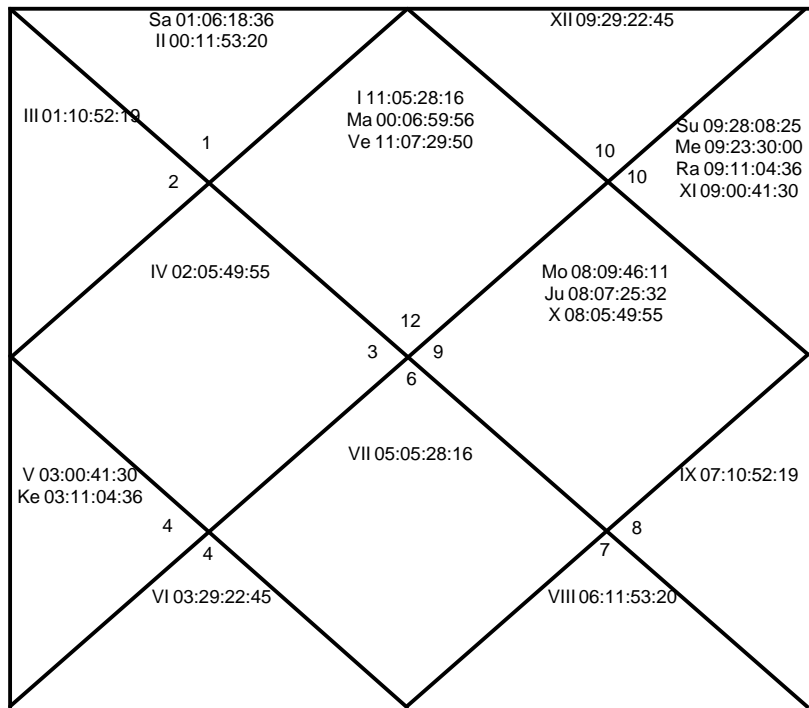 Sa 01:06:18:36
II 00:11:53:20
XII 09:29:22:45
I 11:05:28:16
Ma 00:06:59:56
Ve 11:07:29:50
III 01:10:52:19
Su 09:28:08:25
Me 09:23:30:00
Ra 09:11:04:36
XI 09:00:41:30
1
10
2
10
IV 02:05:49:55
Mo 08:09:46:11
Ju 08:07:25:32
X 08:05:49:55
12
3
9
6
VII 05:05:28:16
V 03:00:41:30
Ke 03:11:04:36
IX 07:10:52:19
4
8
4
7
VI 03:29:22:45
VIII 06:11:53:20